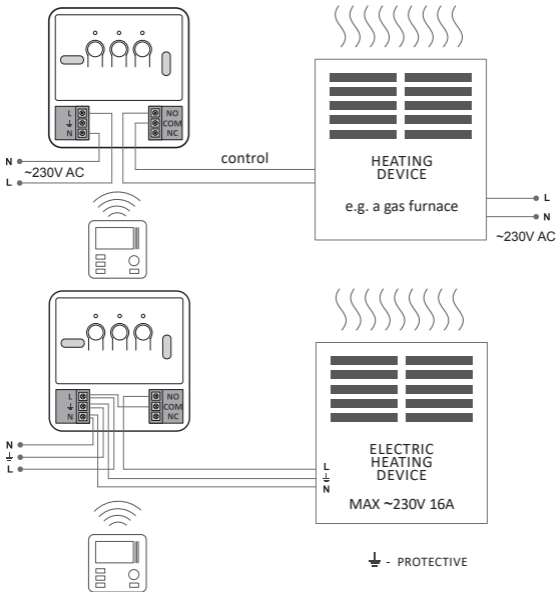 L
N
NO
COM
NC
N
~230V AC
L
control
HEATING
DEVICE
e.g. a gas furnace
L
N
~230V AC
L
N
NO
COM
NC
N
L
L
N
ELECTRIC
HEATING
DEVICE
MAX ~230V 16A
- PROTECTIVE